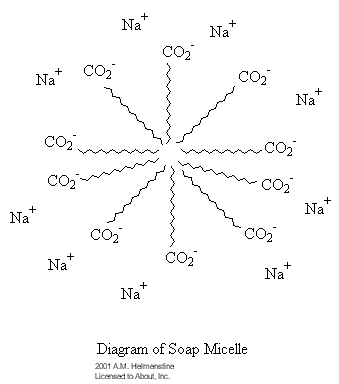 Na⁺
Na⁺
CO₂⁻
Na⁺
CO₂⁻
CO₂⁻
Na⁺
CO₂⁻
CO₂⁻
CO₂⁻
CO₂⁻
Na⁺
Na⁺
CO₂⁻
CO₂⁻
CO₂⁻
Na⁺
Na⁺
Na⁺
Diagram of Soap Micelle
2001 A.M. Helmenstine
Licensed to About, Inc.